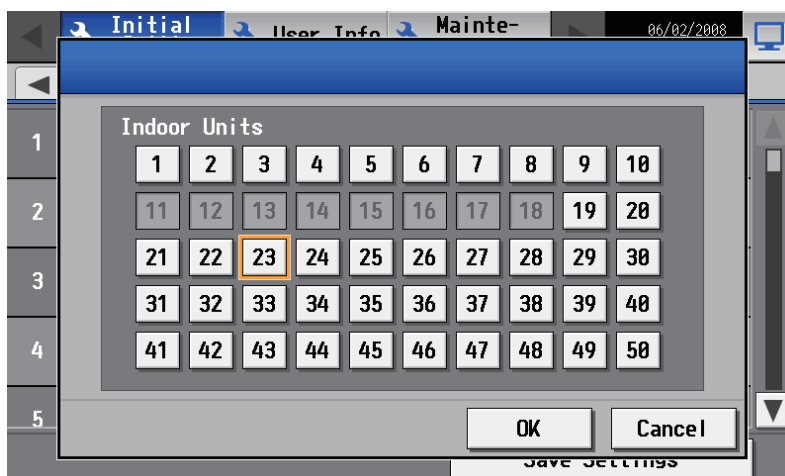 Initial
User Info
Mainte-
06/02/2008
Indoor Units
1 2 3 4 5 6 7 8 9 10
11 12 13 14 15 16 17 18 19 20
21 22 23 24 25 26 27 28 29 30
31 32 33 34 35 36 37 38 39 40
41 42 43 44 45 46 47 48 49 50
1
2
3
4
5
OK
Cancel
Save Settings